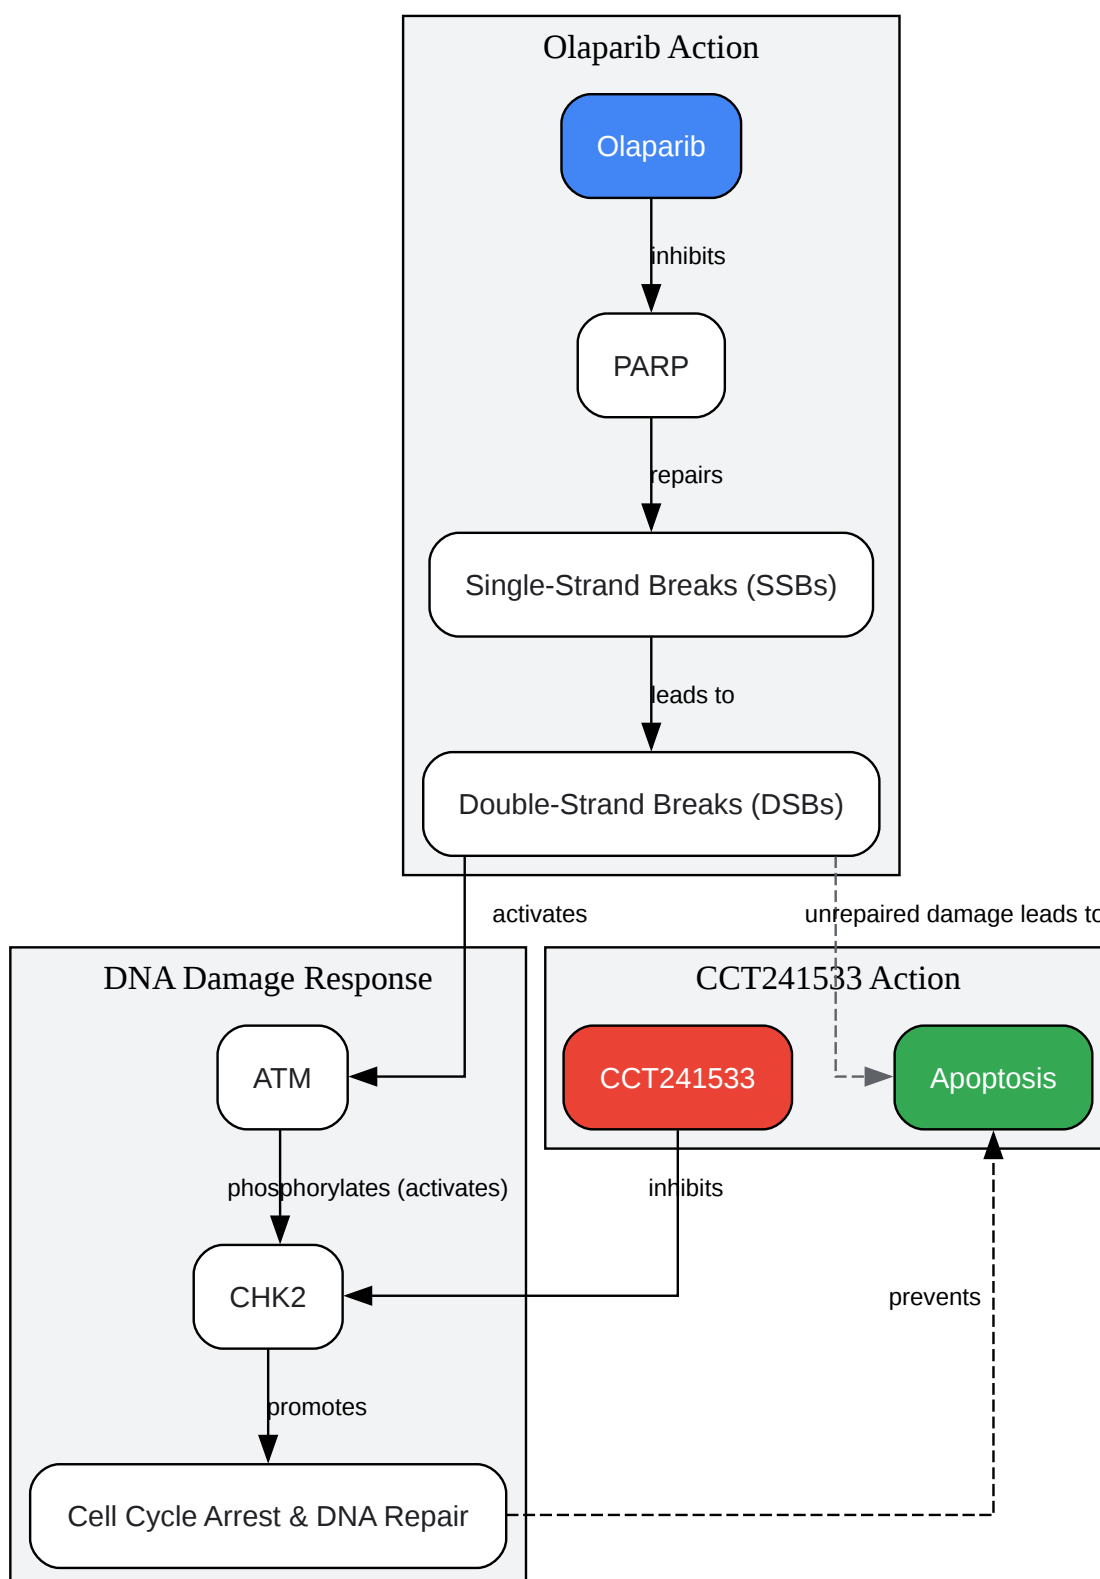 Olaparib Action
Olaparib
inhibits
PARP
repairs
Single-Strand Breaks (SSBs)
leads to
Double-Strand Breaks (DSBs)
activates
unrepaired damage leads to
DNA Damage Response
CCT241533 Action
ATM
CCT241533
Apoptosis
phosphorylates (activates)
inhibits
CHK2
prevents
promotes
Cell Cycle Arrest & DNA Repair